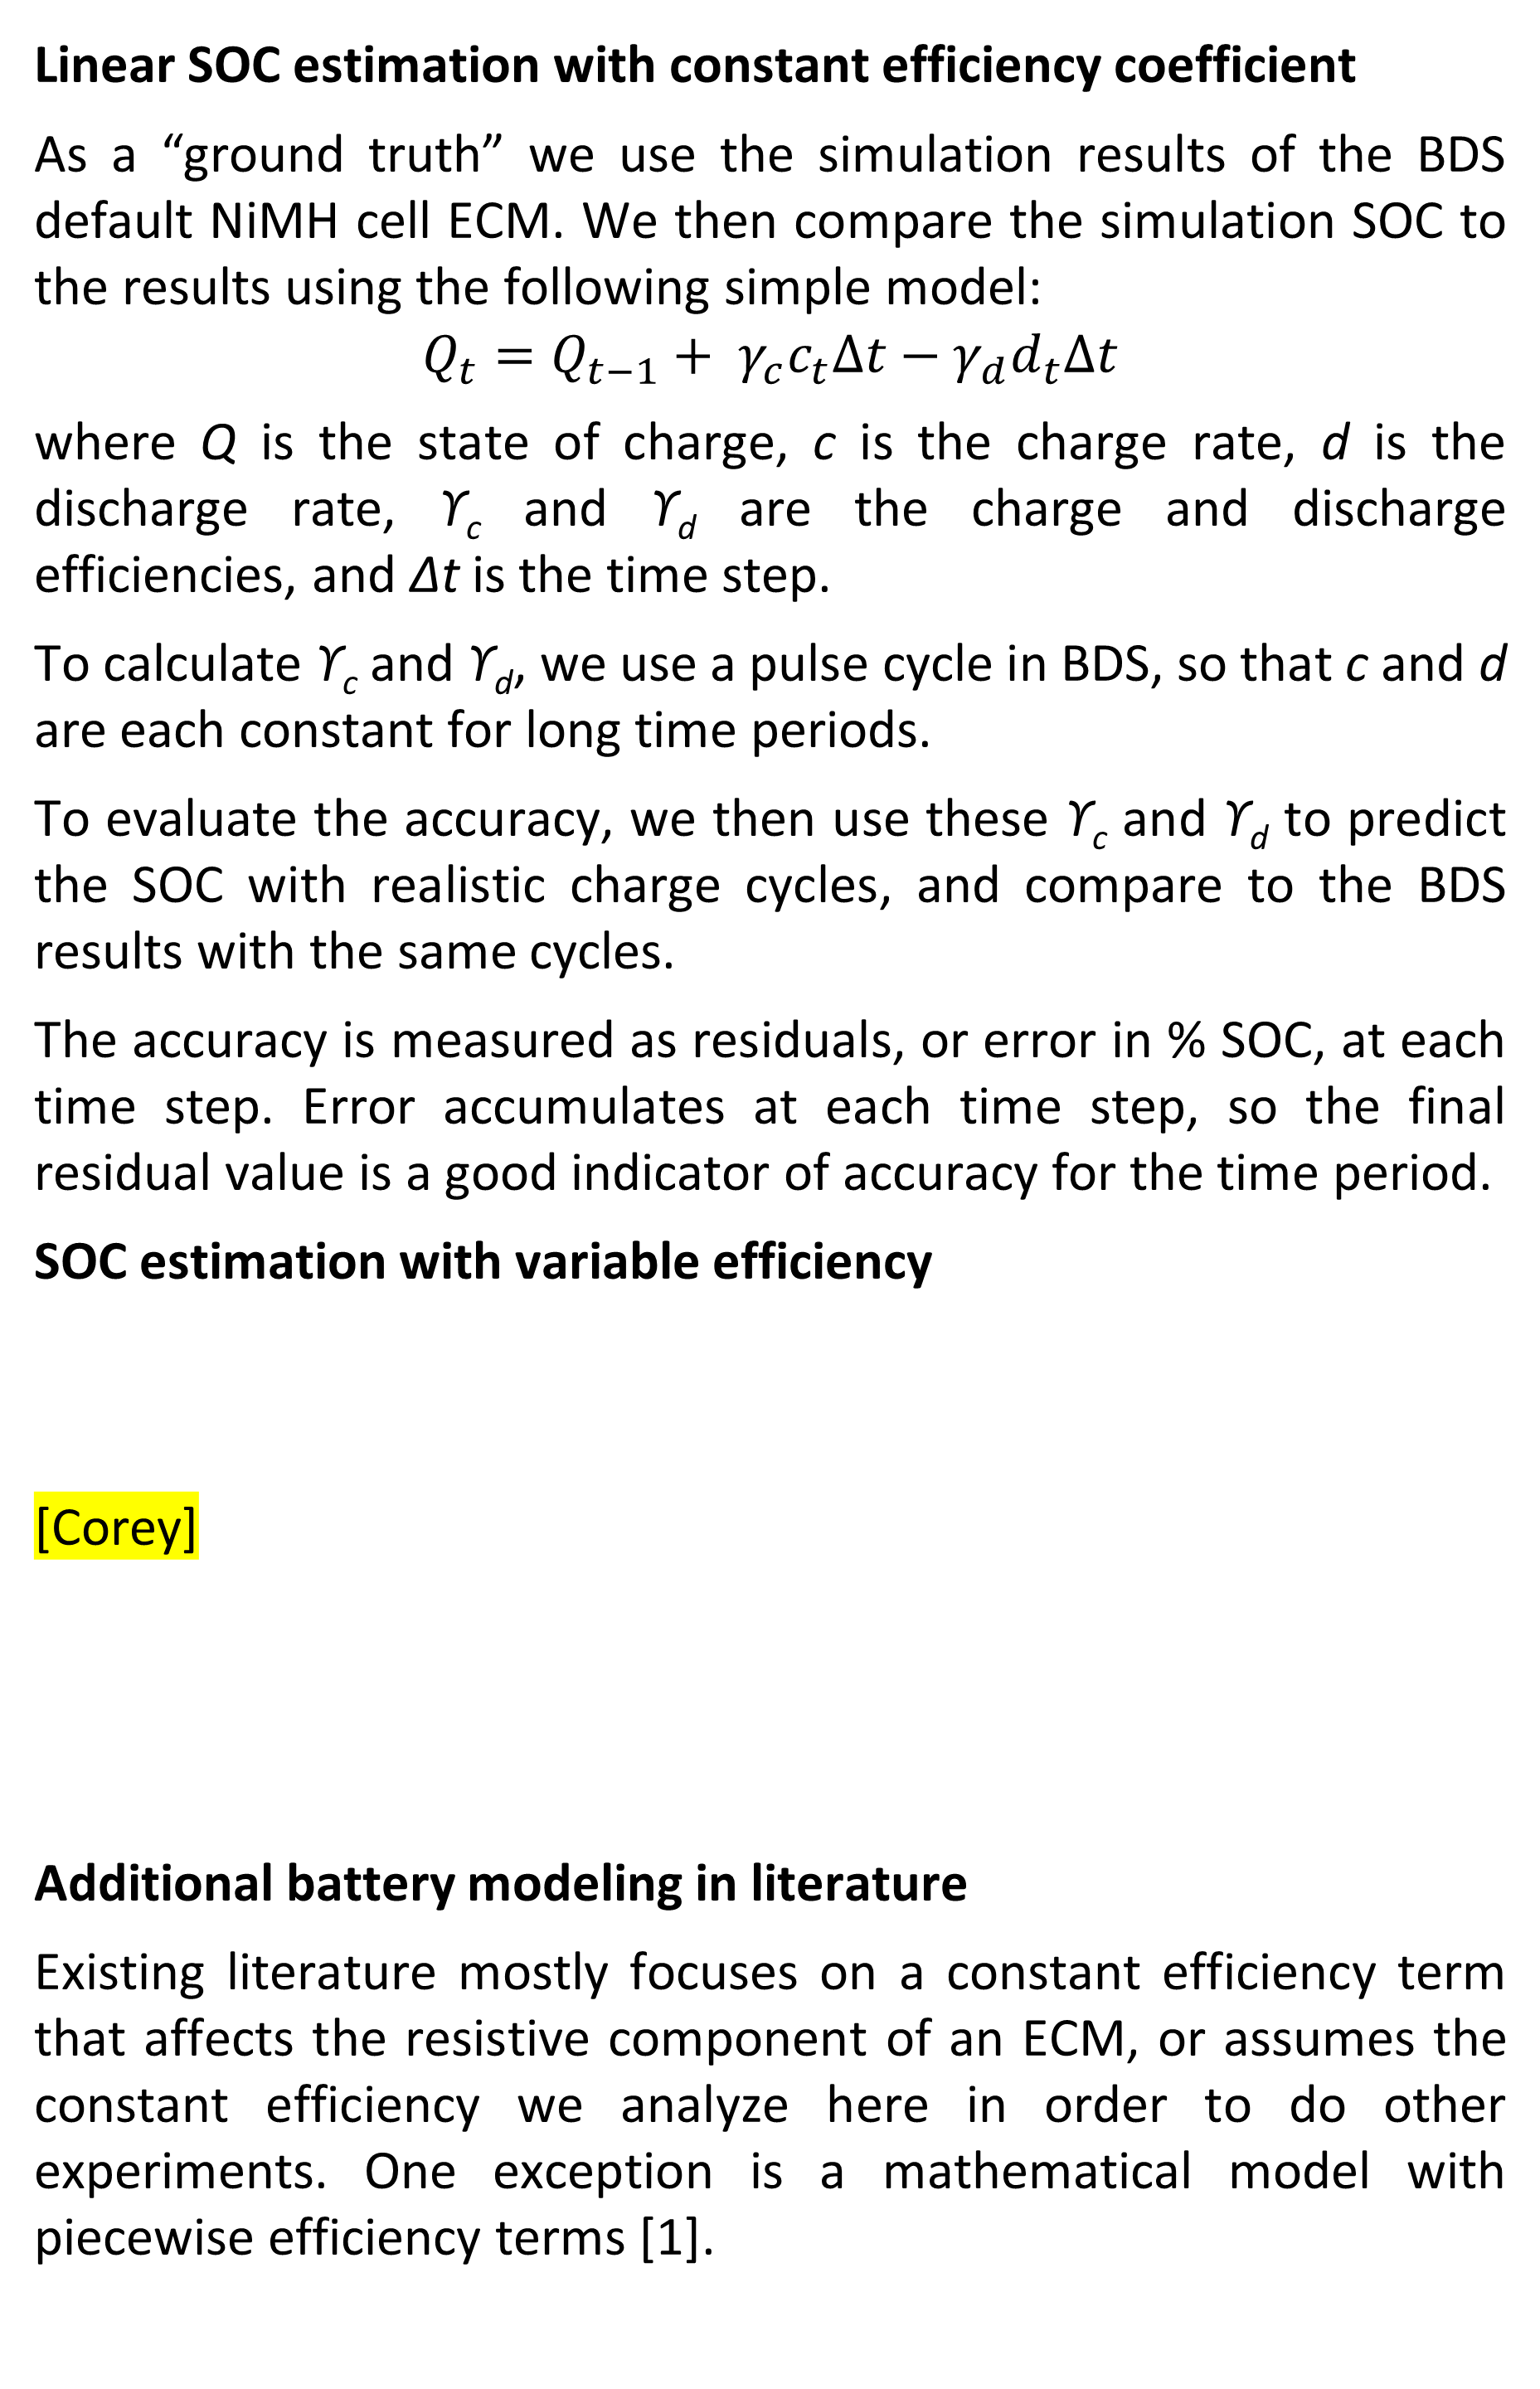 Linear SOC estimation with constant efficiency coefficient
As a “ground truth” we use the simulation results of the BDS
default NiMH cell ECM. We then compare the simulation SOC to
the results using the following simple model:
𝑄ₜ = 𝑄ₜ₋₁ + 𝛾_c 𝑐ₜΔ𝑡 − 𝛾_d 𝑑ₜΔ𝑡
where Q is the state of charge, c is the charge rate, d is the
discharge rate, ϒ_c and ϒ_d are the charge and discharge
efficiencies, and Δt is the time step.
To calculate ϒ_c and ϒ_d, we use a pulse cycle in BDS, so that c and d
are each constant for long time periods.
To evaluate the accuracy, we then use these ϒ_c and ϒ_d to predict
the SOC with realistic charge cycles, and compare to the BDS
results with the same cycles.
The accuracy is measured as residuals, or error in % SOC, at each
time step. Error accumulates at each time step, so the final
residual value is a good indicator of accuracy for the time period.
SOC estimation with variable efficiency
[Corey]
Additional battery modeling in literature
Existing literature mostly focuses on a constant efficiency term
that affects the resistive component of an ECM, or assumes the
constant efficiency we analyze here in order to do other
experiments. One exception is a mathematical model with
piecewise efficiency terms [1].